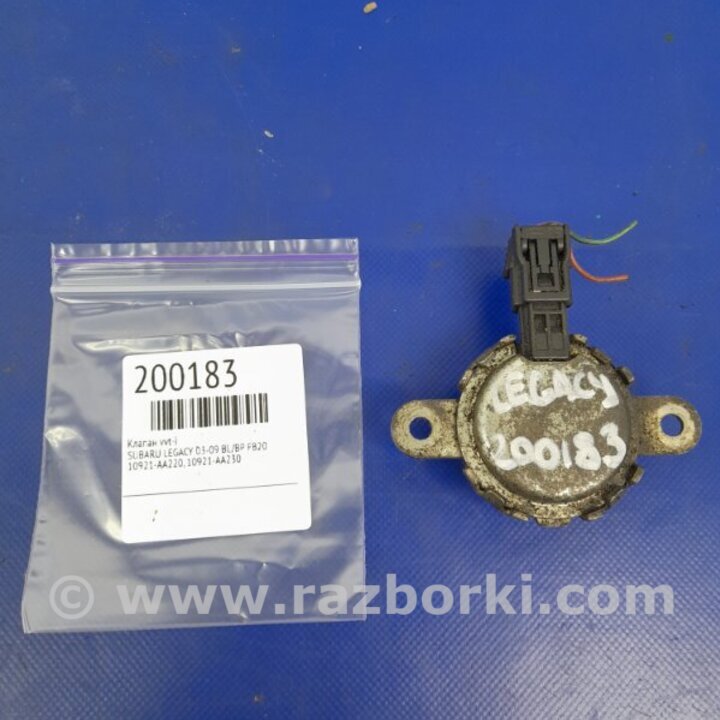 200183
Клапан vvt-i
SUBARU LEGACY 03-09 BL/BP FB20
10921-AA220, 10921-AA230
LEGACY
200183
© www.razborki.com